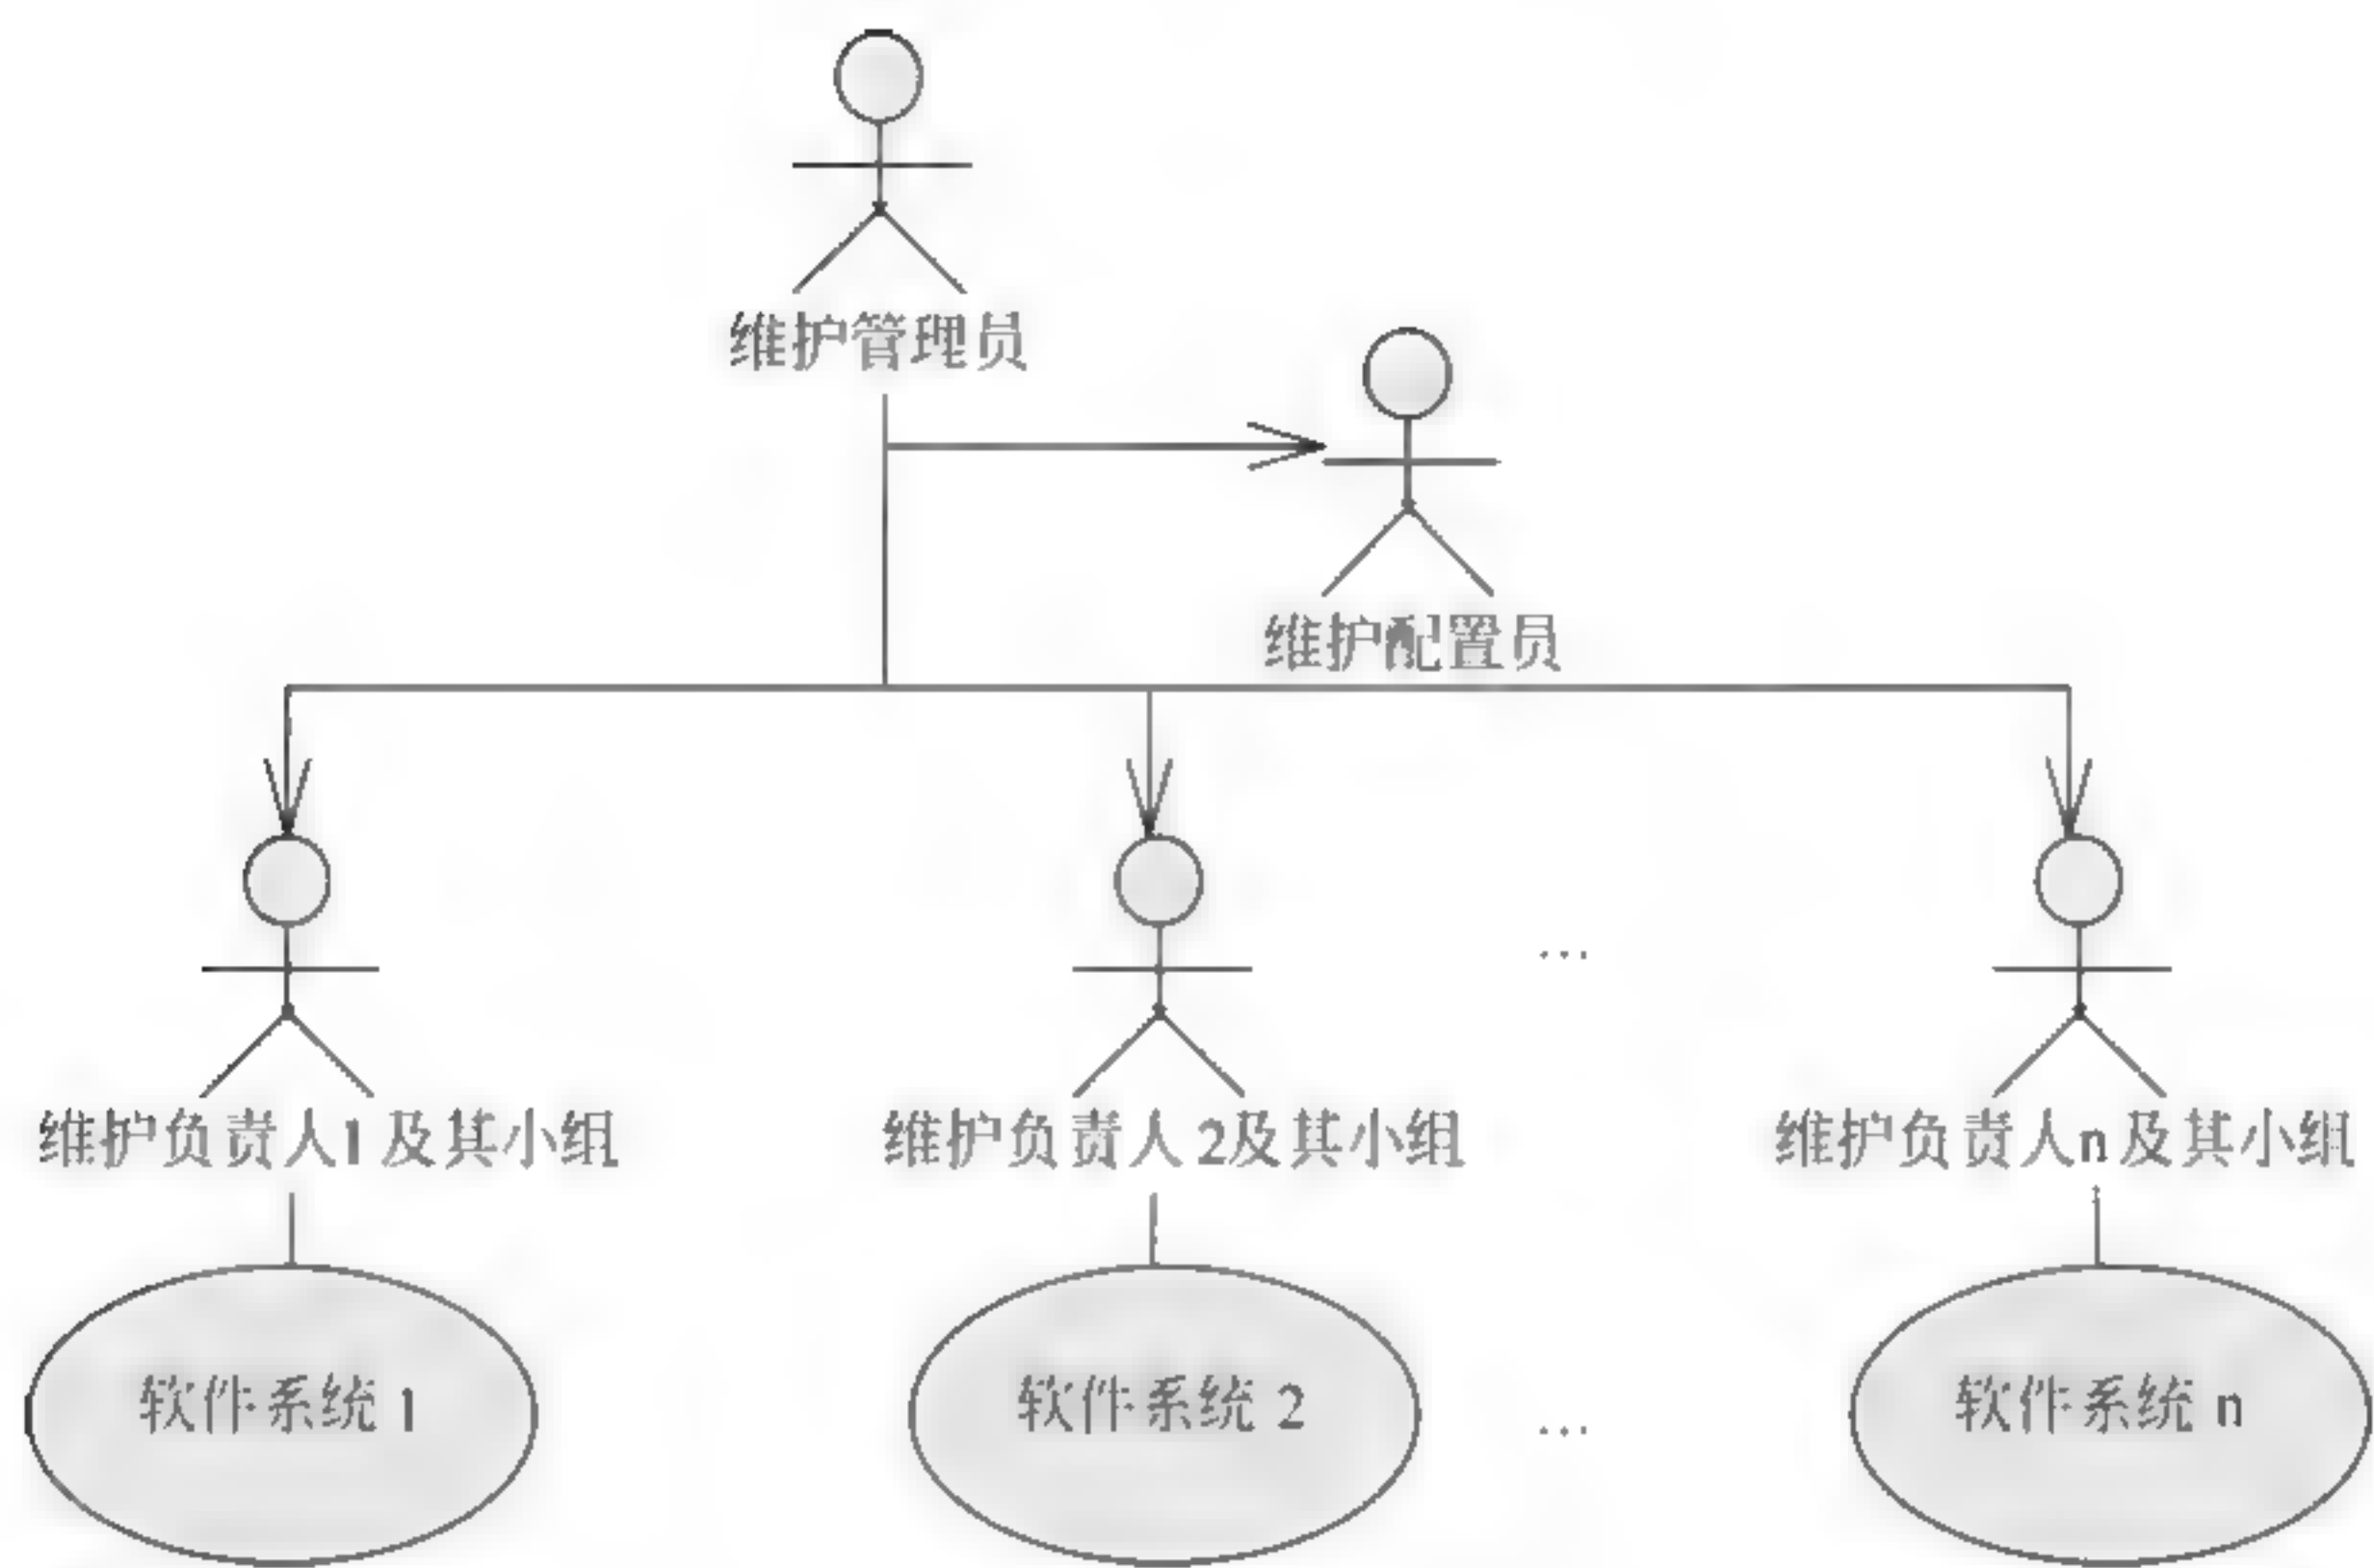 维护管理员
维护配置员
维护负责人1及其小组
维护负责人2及其小组
...
维护负责人n及其小组
软件系统1
软件系统2
...
软件系统n